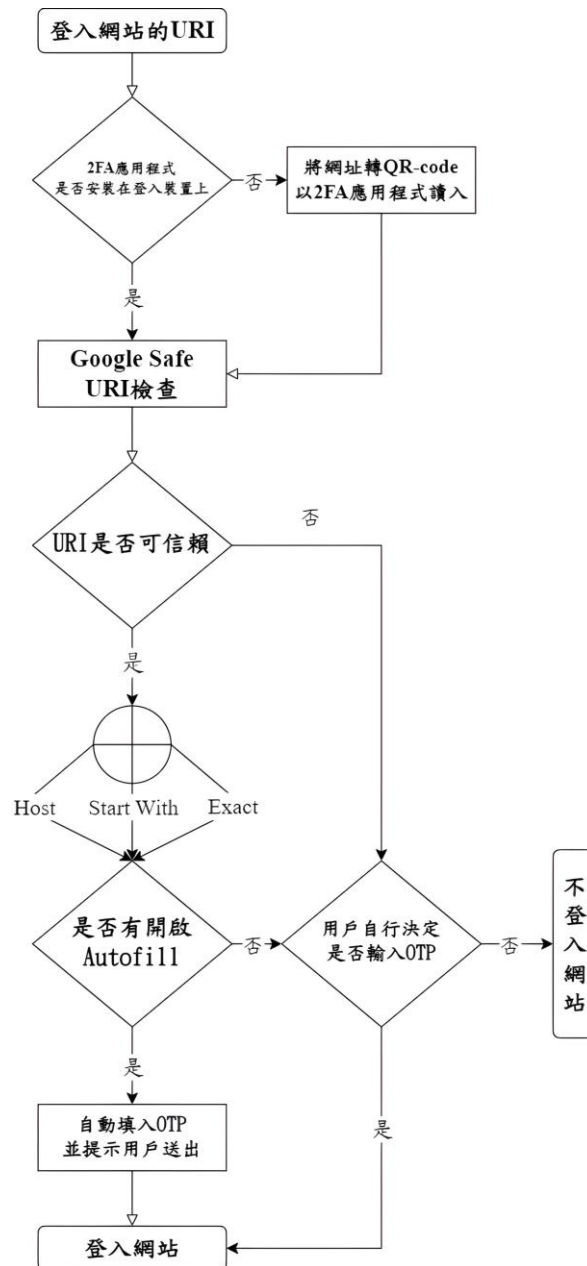 登入網站的URI
2FA應用程式
是否安裝在登入裝置上
否
將網址轉QR-code
以2FA應用程式讀入
是
Google Safe
URI檢查
否
URI是否可信賴
是
Host
Start With
Exact
是否有開啟
Autofill
否
用戶自行決定
是否輸入OTP
否
不登入網站
是
自動填入OTP
並提示用戶送出
是
登入網站